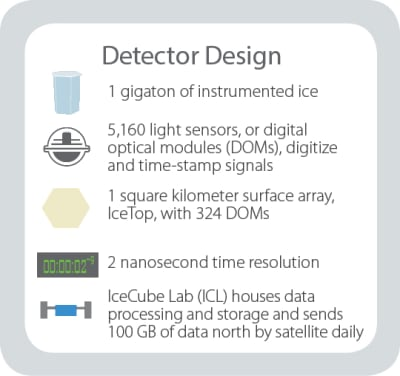 Detector Design
1 gigaton of instrumented ice
5,160 light sensors, or digital
optical modules (DOMs), digitize
and time-stamp signals
1 square kilometer surface array,
IceTop, with 324 DOMs
00:00:02⁻⁹
2 nanosecond time resolution
IceCube Lab (ICL) houses data
processing and storage and sends
100 GB of data north by satellite daily